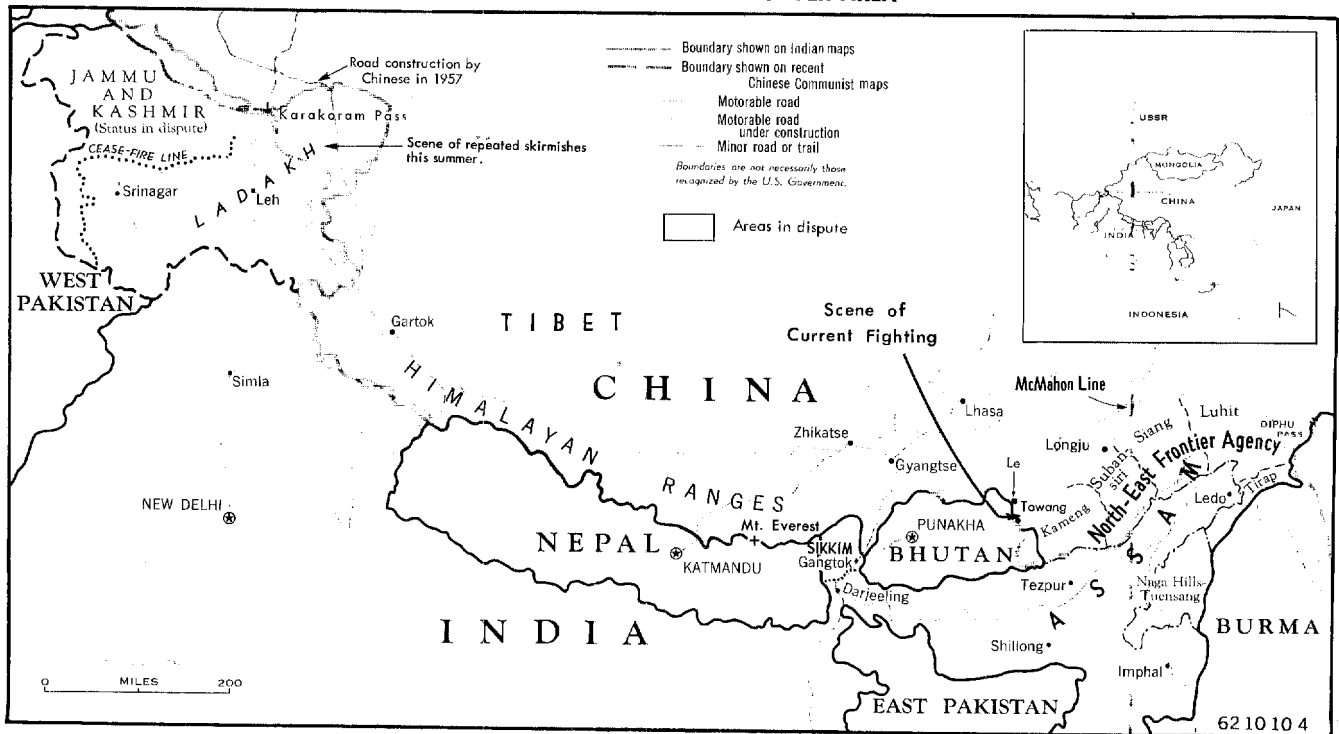 JAMMU
AND
KASHMIR
(Status in dispute)
CEASE-FIRE LINE
Srinagar
LADAKH
Leh
WEST
PAKISTAN
Road construction by
Chinese in 1957
Karakoram Pass
Scene of repeated skirmishes
this summer.
Boundary shown on Indian maps
Boundary shown on recent
Chinese Communist maps
Motorable road
Motorable road
under construction
Minor road or trail
Boundaries are not necessarily those
recognized by the U.S. Government.
Areas in dispute
USSR
MONGOLIA
CHINA
JAPAN
INDIA
INDONESIA
Gartok
TIBET
Simla
HIMALAYAN RANGES
CHINA
Scene of
Current Fighting
McMahon Line
Lhasa
Zhikatse
Gyangtse
Longju
Le
Towang
Luhit
Siang
Suban-
siri
Kameng
DIPHU
PASS
North-East Frontier Agency
Ledo
Tirap
NEW DELHI
Mt. Everest
NEPAL
KATMANDU
SIKKIM
Gangtok
PUNAKHA
BHUTAN
Darjeeling
Tezpur
ASSAM
Naga Hills-
Tuensang
INDIA
Shillong
Imphal
BURMA
EAST PAKISTAN
0 MILES 200
62 10 10 4